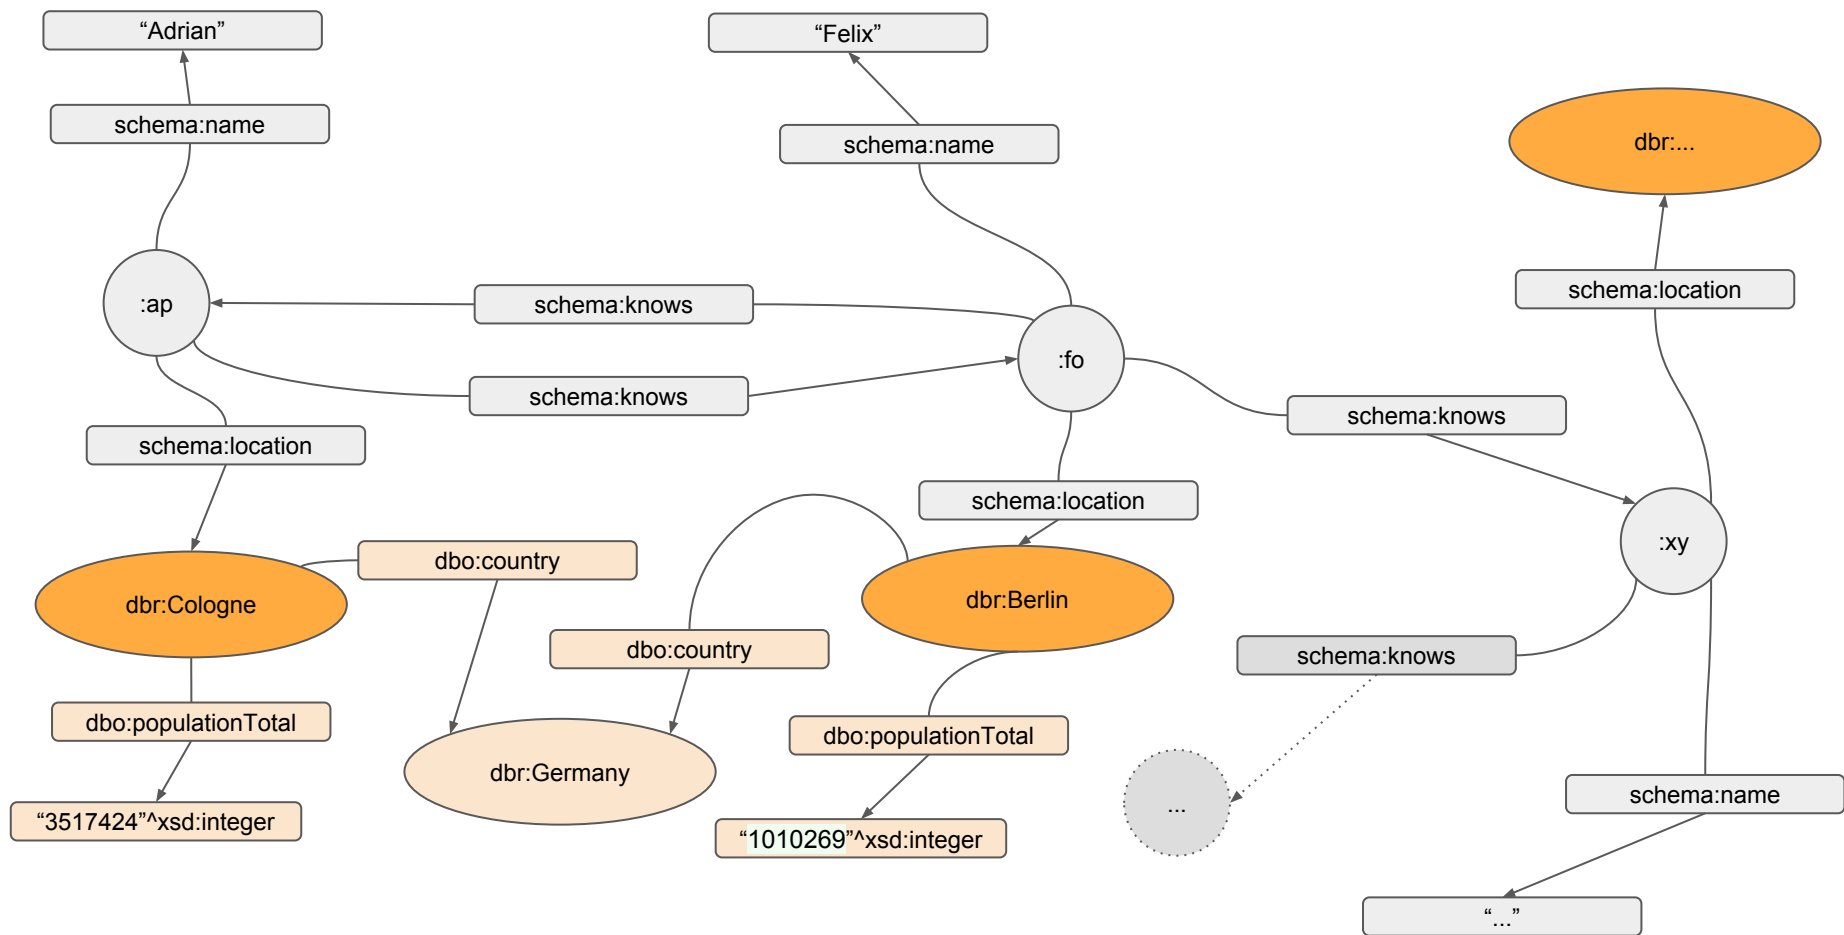 “Adrian”
“Felix”
schema:name
schema:name
dbr:...
schema:location
:ap
schema:knows
:fo
schema:knows
schema:knows
schema:location
schema:location
:xy
dbo:country
dbr:Cologne
dbr:Berlin
dbo:country
schema:knows
dbo:populationTotal
dbo:populationTotal
dbr:Germany
schema:name
...
“3517424”^xsd:integer
“1010269”^xsd:integer
“...”